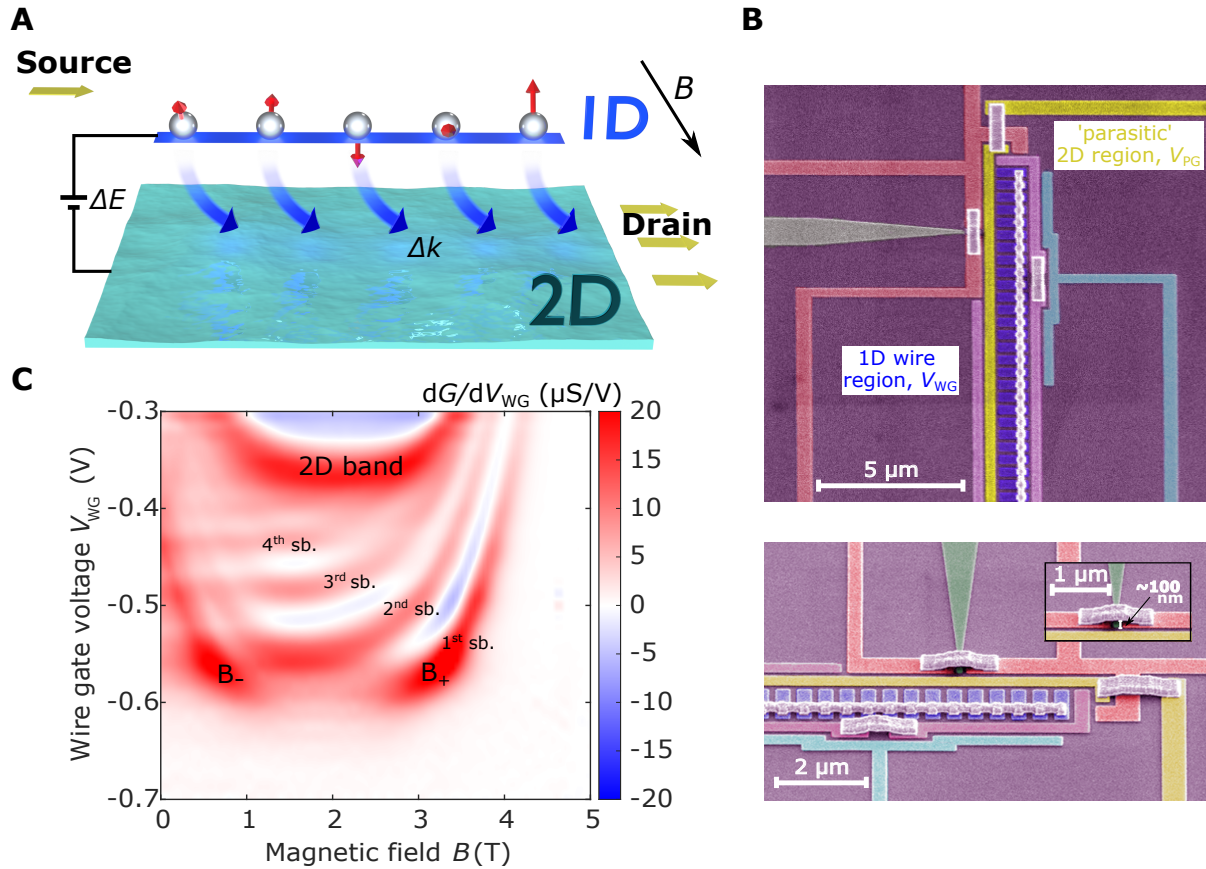 A
Source
B
1D
ΔE
Δk
Drain
2D
B
'parasitic'
2D region, V_PG
1D wire
region, V_WG
5 μm
1 μm
~100
nm
2 μm
C
dG/dV_WG (μS/V)
Wire gate voltage V_WG (V)
-0.3
-0.4
-0.5
-0.6
-0.7
2D band
4th sb.
3rd sb.
2nd sb.
1st sb.
B−
B+
20
15
10
5
0
-5
-10
-15
-20
0 1 2 3 4 5
Magnetic field B (T)